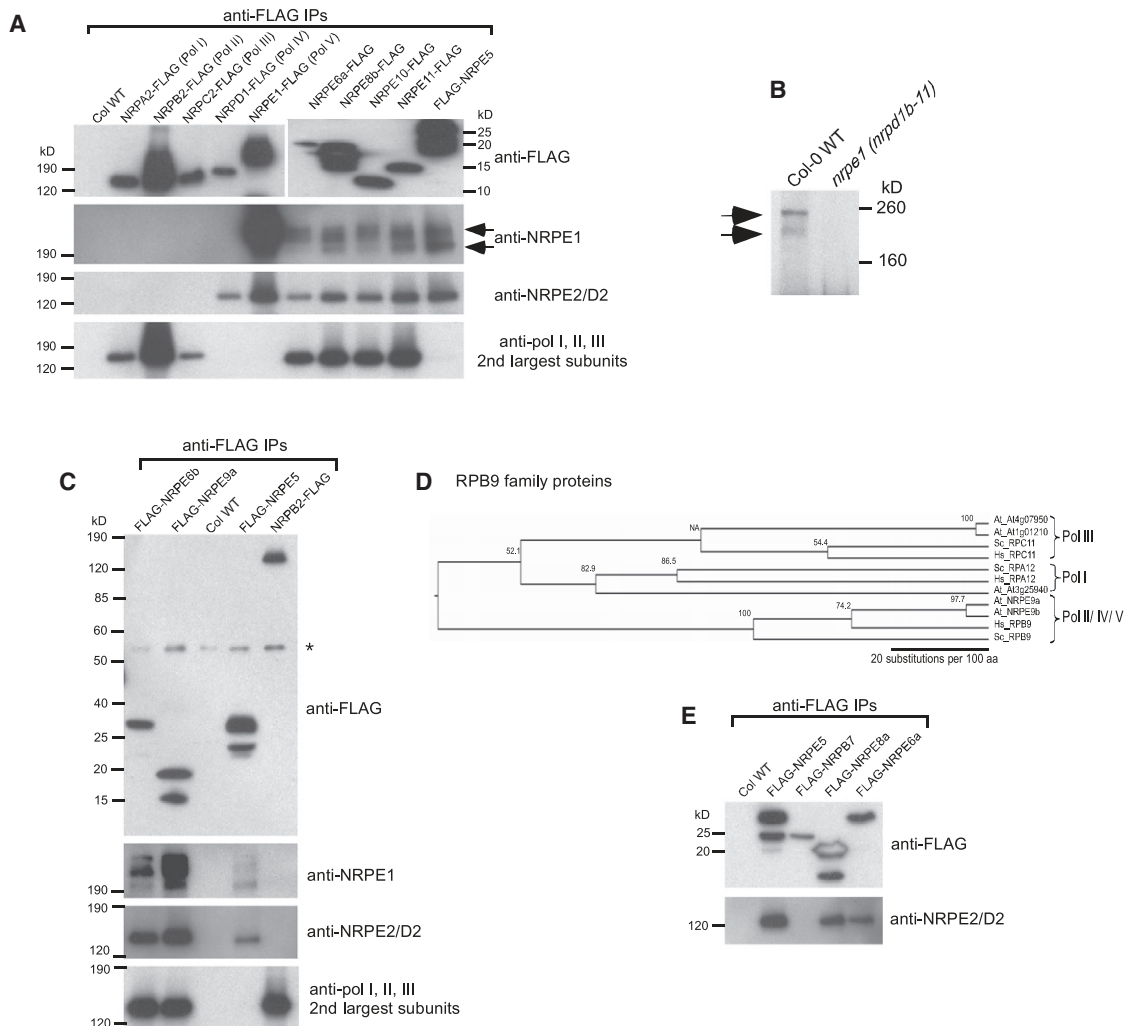 A
anti-FLAG IPs
Col WT
NRPA2-FLAG (Pol I)
NRPB2-FLAG (Pol II)
NRPC2-FLAG (Pol III)
NRPD1-FLAG (Pol IV)
NRPE1-FLAG (Pol V)
NRPE6a-FLAG
NRPE8b-FLAG
NRPE10-FLAG
NRPE11-FLAG
FLAG-NRPE5
kD
190
120
25
20
15
10
anti-FLAG
190
anti-NRPE1
190
120
anti-NRPE2/D2
190
120
anti-pol I, II, III
2nd largest subunits
B
Col-0 WT
nrpe1 (nrpd1b-11)
kD
260
160
C
anti-FLAG IPs
FLAG-NRPE6b
FLAG-NRPE9a
Col WT
FLAG-NRPE5
NRPB2-FLAG
kD
190
120
85
60
50
40
25
20
15
*
anti-FLAG
190
anti-NRPE1
190
120
anti-NRPE2/D2
190
120
anti-pol I, II, III
2nd largest subunits
D RPB9 family proteins
100
At_At4g07950
At_At1g01210
NA
54.4
Sc_RPC11
Hs_RPC11
Pol III
52.1
82.9
86.5
Sc_RPA12
Hs_RPA12
At_At3g25940
Pol I
97.7
At_NRPE9a
At_NRPE9b
74.2
100
Hs_RPB9
Sc_RPB9
Pol II/ IV/ V
20 substitutions per 100 aa
E
anti-FLAG IPs
Col WT
FLAG-NRPE5
FLAG-NRPB7
FLAG-NRPE8a
FLAG-NRPE6a
kD
25
20
anti-FLAG
120
anti-NRPE2/D2